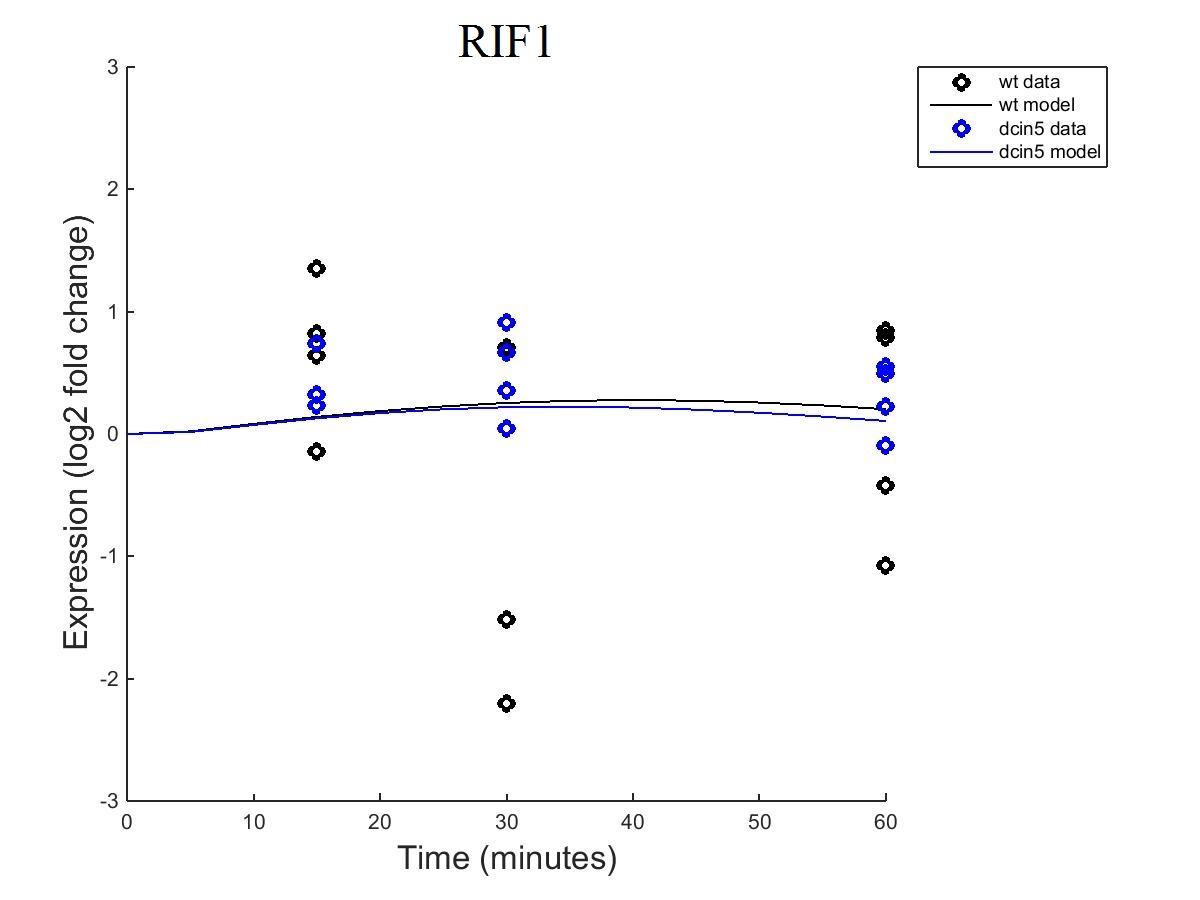 RIF1
3
2
1
0
-1
-2
-3
Expression (log2 fold change)
0 10 20 30 40 50 60
Time (minutes)
wt data
wt model
dcin5 data
dcin5 model